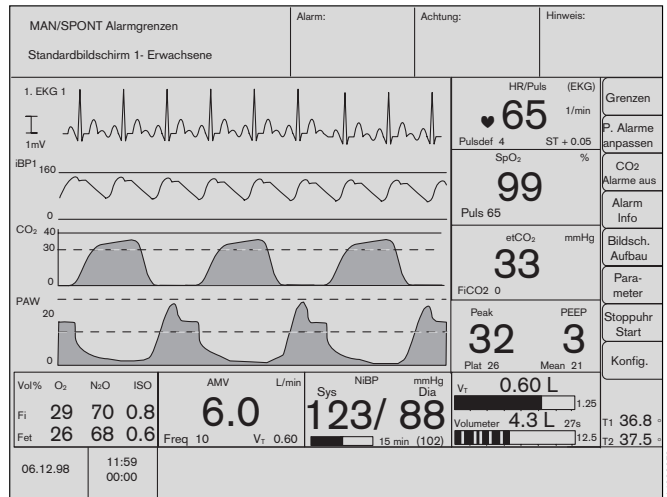 MAN/SPONT Alarmgrenzen
Standardbildschirm 1- Erwachsene
Alarm:
Achtung:
Hinweis:
1. EKG 1
1mV
HR/Puls (EKG)
65 1/min
Pulsdef 4 ST + 0.05
iBP1
160
0
SpO₂ %
99
Puls 65
CO₂ 40
30
0
etCO₂ mmHg
33
FiCO2 0
PAW
20
0
Peak PEEP
32 3
Plat 26 Mean 21
Grenzen
P. Alarme
anpassen
CO2
Alarme aus
Alarm
Info
Bildsch.
Aufbau
Para-
meter
Stoppuhr
Start
Konfig.
Vol% O₂ N₂O ISO
Fi 29 70 0.8
Fet 26 68 0.6
AMV L/min
6.0
Freq 10 VT 0.60
NiBP mmHg
Sys Dia
123/ 88
15 min (102)
VT 0.60 L
1.25
Volumeter 4.3 L 27s
12.5
T1 36.8 °
T2 37.5 °
06.12.98
11:59
00:00